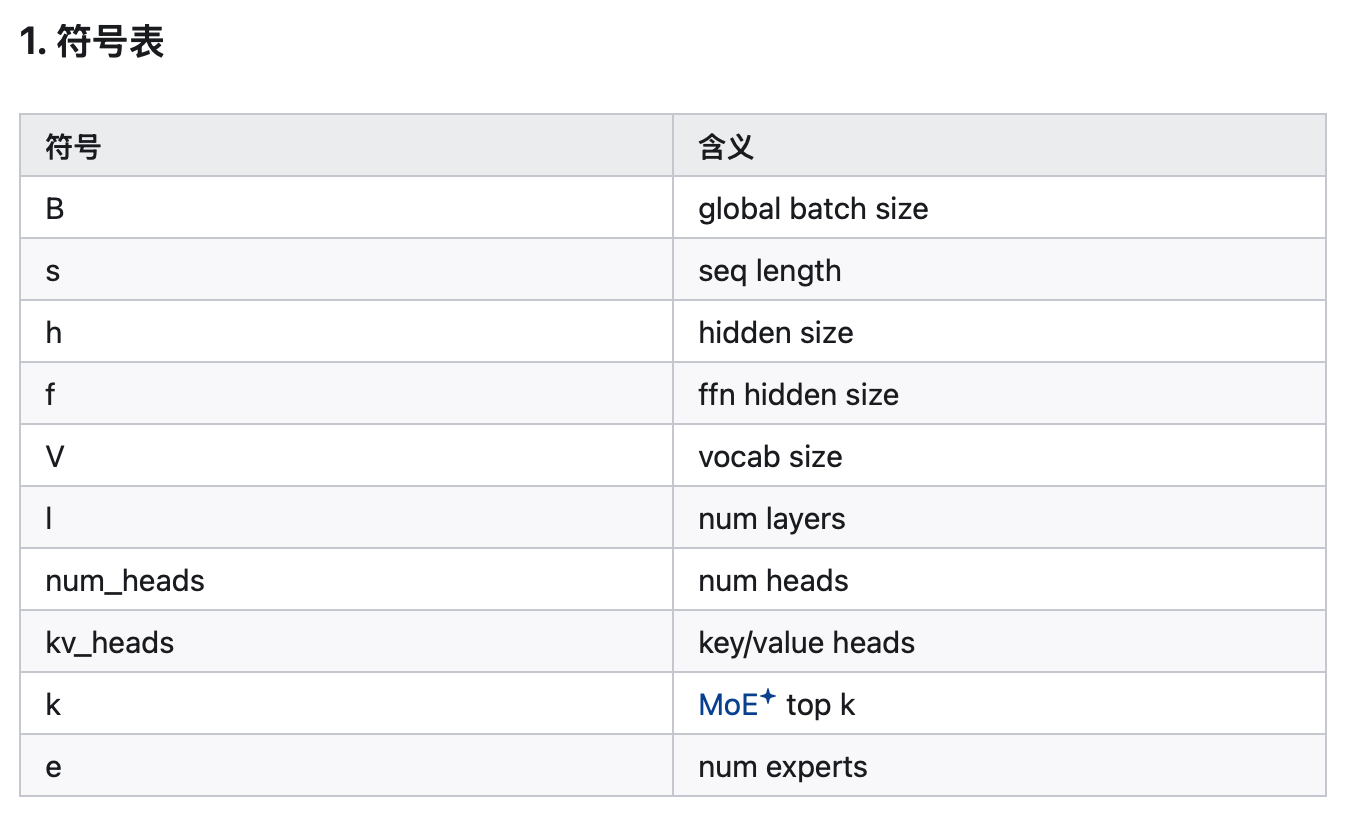 1. 符号表
符号 含义
B global batch size
s seq length
h hidden size
f ffn hidden size
V vocab size
l num layers
num_heads num heads
kv_heads key/value heads
k MoE✦ top k
e num experts